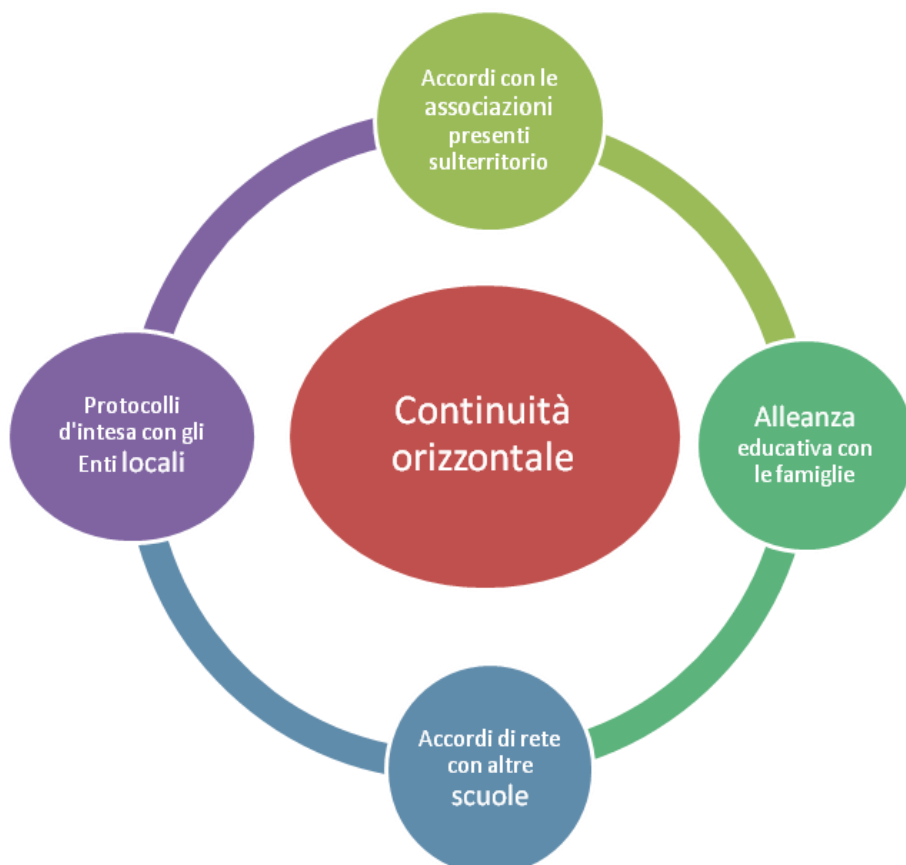 Accordi con le
associazioni
presenti
sulterritorio
Continuità
orizzontale
Alleanza
educativa con
le famiglie
Accordi di rete
con altre
scuole
Protocolli
d'intesa con gli
Enti locali